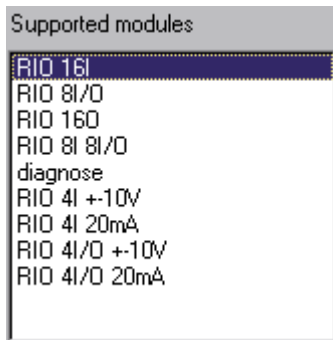 Supported modules
RIO 16I
RIO 8I/O
RIO 16O
RIO 8I 8I/O
diagnose
RIO 4I +-10V
RIO 4I 20mA
RIO 4I/O +-10V
RIO 4I/O 20mA